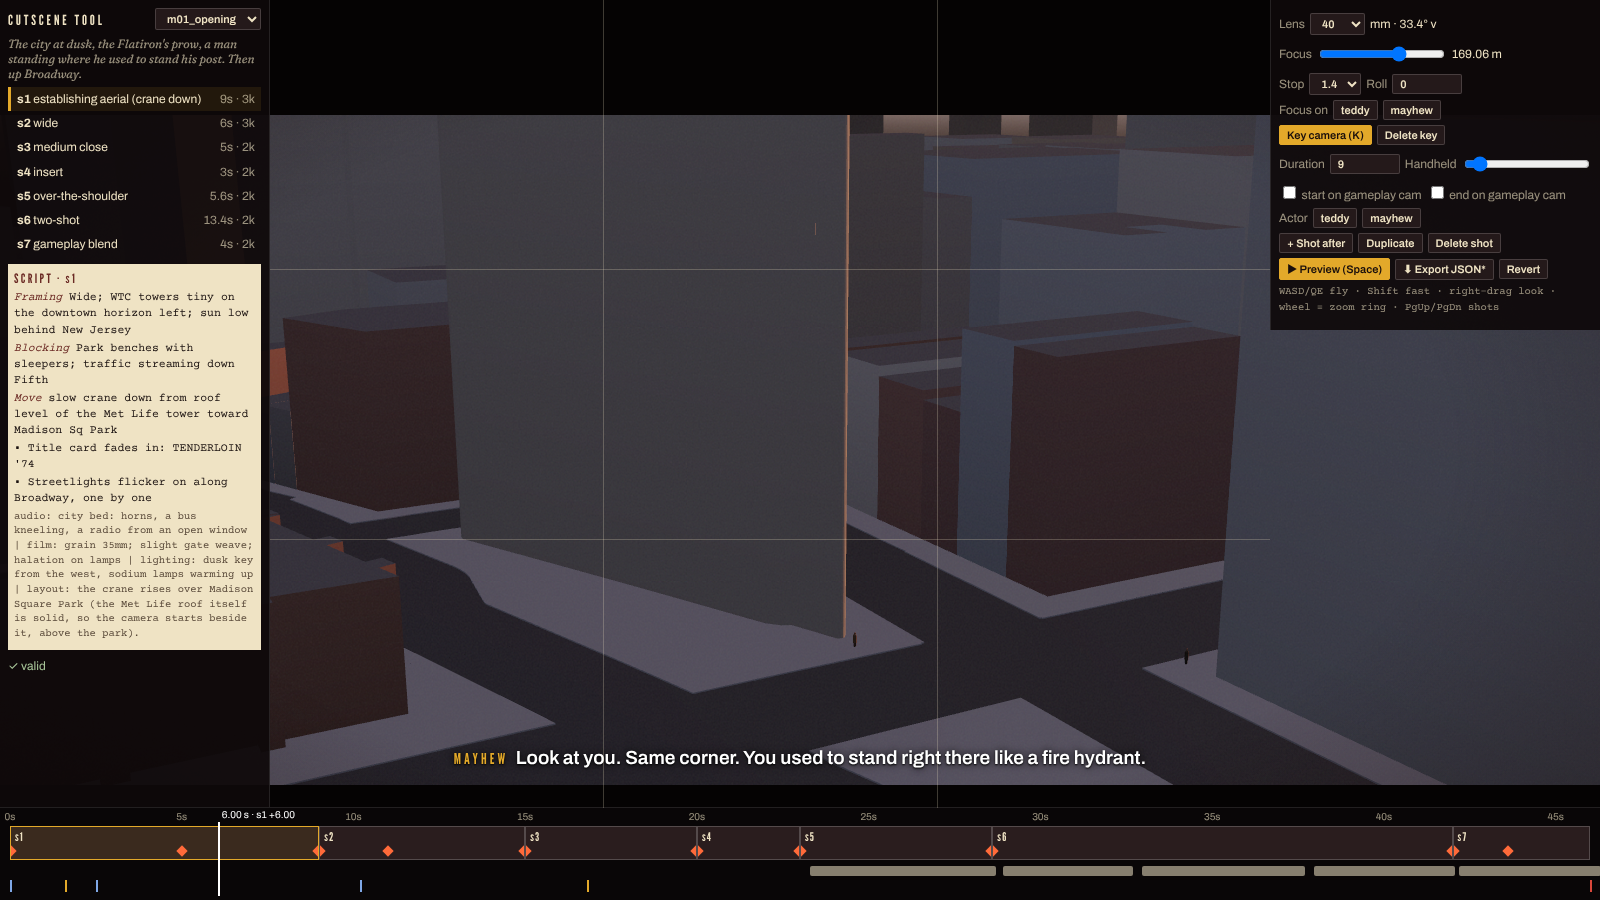 CUTSCENE TOOL
m01_opening
The city at dusk, the Flatiron's prow, a man
standing where he used to stand his post. Then
up Broadway.
s1 establishing aerial (crane down) 9s · 3k
s2 wide 6s · 3k
s3 medium close 5s · 2k
s4 insert 3s · 2k
s5 over-the-shoulder 5.6s · 2k
s6 two-shot 13.4s · 2k
s7 gameplay blend 4s · 2k
SCRIPT · s1
Framing Wide; WTC towers tiny on
the downtown horizon left; sun low
behind New Jersey
Blocking Park benches with
sleepers; traffic streaming down
Fifth
Move slow crane down from roof
level of the Met Life tower toward
Madison Sq Park
• Title card fades in: TENDERLOIN
'74
• Streetlights flicker on along
Broadway, one by one
audio: city bed: horns, a bus
kneeling, a radio from an open window
| film: grain 35mm; slight gate weave;
halation on lamps | lighting: dusk key
from the west, sodium lamps warming up
| layout: the crane rises over Madison
Square Park (the Met Life roof itself
is solid, so the camera starts beside
it, above the park).
✓ valid
Lens 40 mm · 33.4° v
Focus 169.06 m
Stop 1.4 Roll 0
Focus on teddy mayhew
Key camera (K) Delete key
Duration 9 Handheld
start on gameplay cam end on gameplay cam
Actor teddy mayhew
+ Shot after Duplicate Delete shot
▶ Preview (Space) ⬇ Export JSON* Revert
WASD/QE fly · Shift fast · right-drag look ·
wheel = zoom ring · PgUp/PgDn shots
MAYHEW Look at you. Same corner. You used to stand right there like a fire hydrant.
0s 5s 6.00 s · s1 +6.00 10s 15s 20s 25s 30s 35s 40s 45s
s1 s2 s3 s4 s5 s6 s7